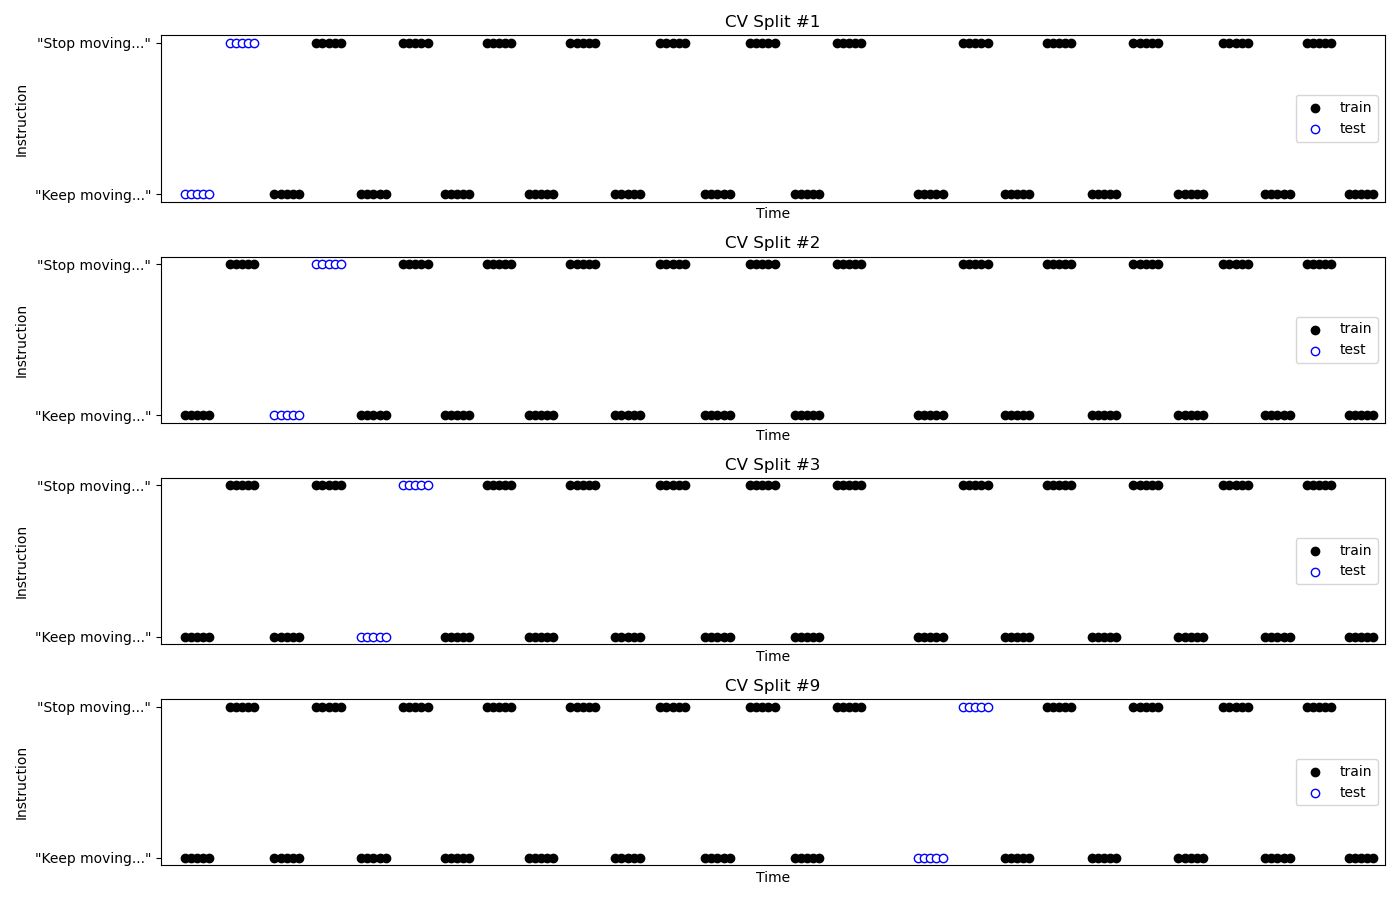 CV Split #1
"Stop moving..."
Instruction
train
test
"Keep moving..."
Time
CV Split #2
"Stop moving..."
Instruction
train
test
"Keep moving..."
Time
CV Split #3
"Stop moving..."
Instruction
train
test
"Keep moving..."
Time
CV Split #9
"Stop moving..."
Instruction
train
test
"Keep moving..."
Time